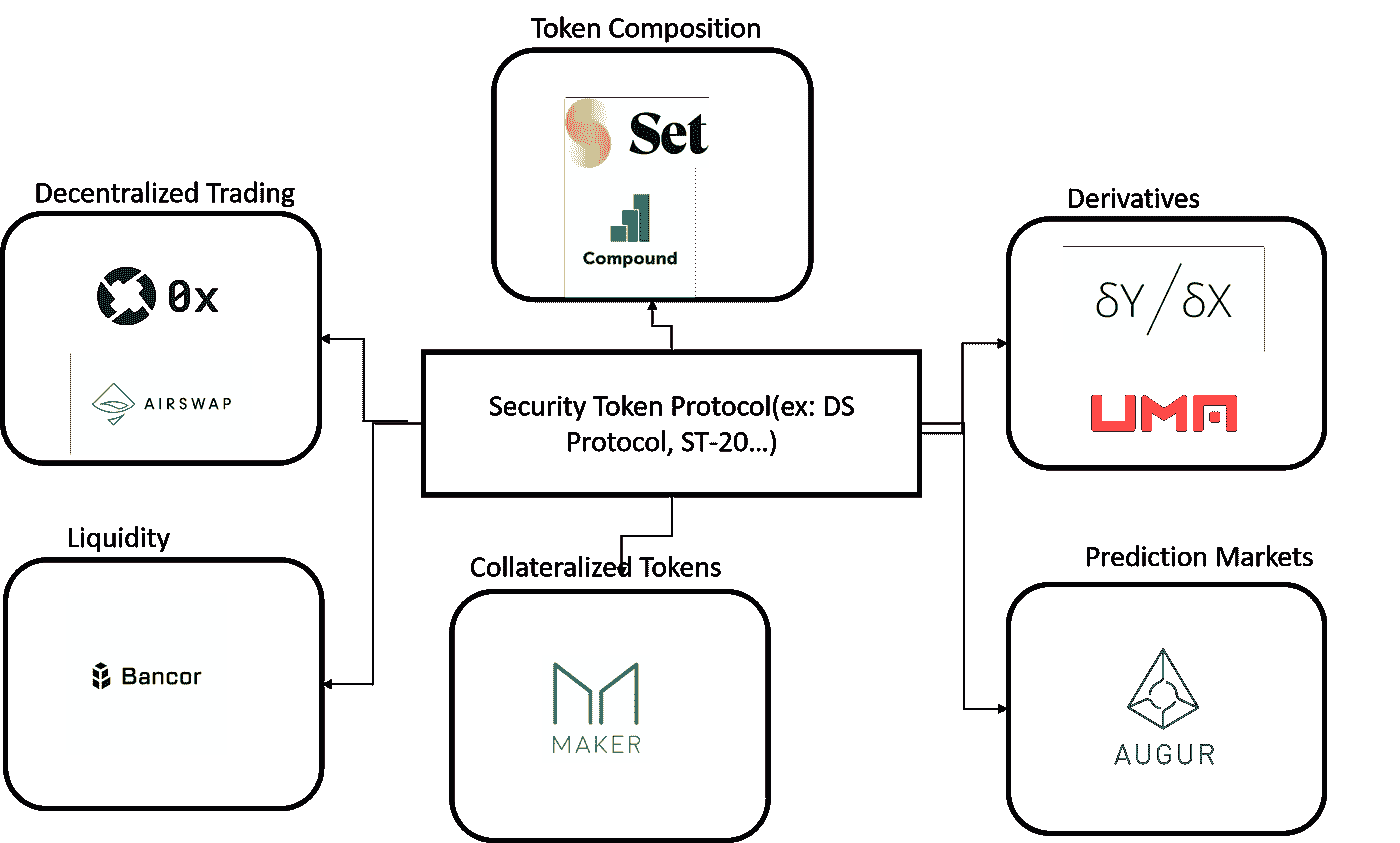 Token Composition
Set
Compound
Decentralized Trading
0x
AIRSWAP
Derivatives
δY/δX
UMA
Security Token Protocol(ex: DS
Protocol, ST-20...)
Liquidity
Bancor
Collateralized Tokens
MAKER
Prediction Markets
AUGUR